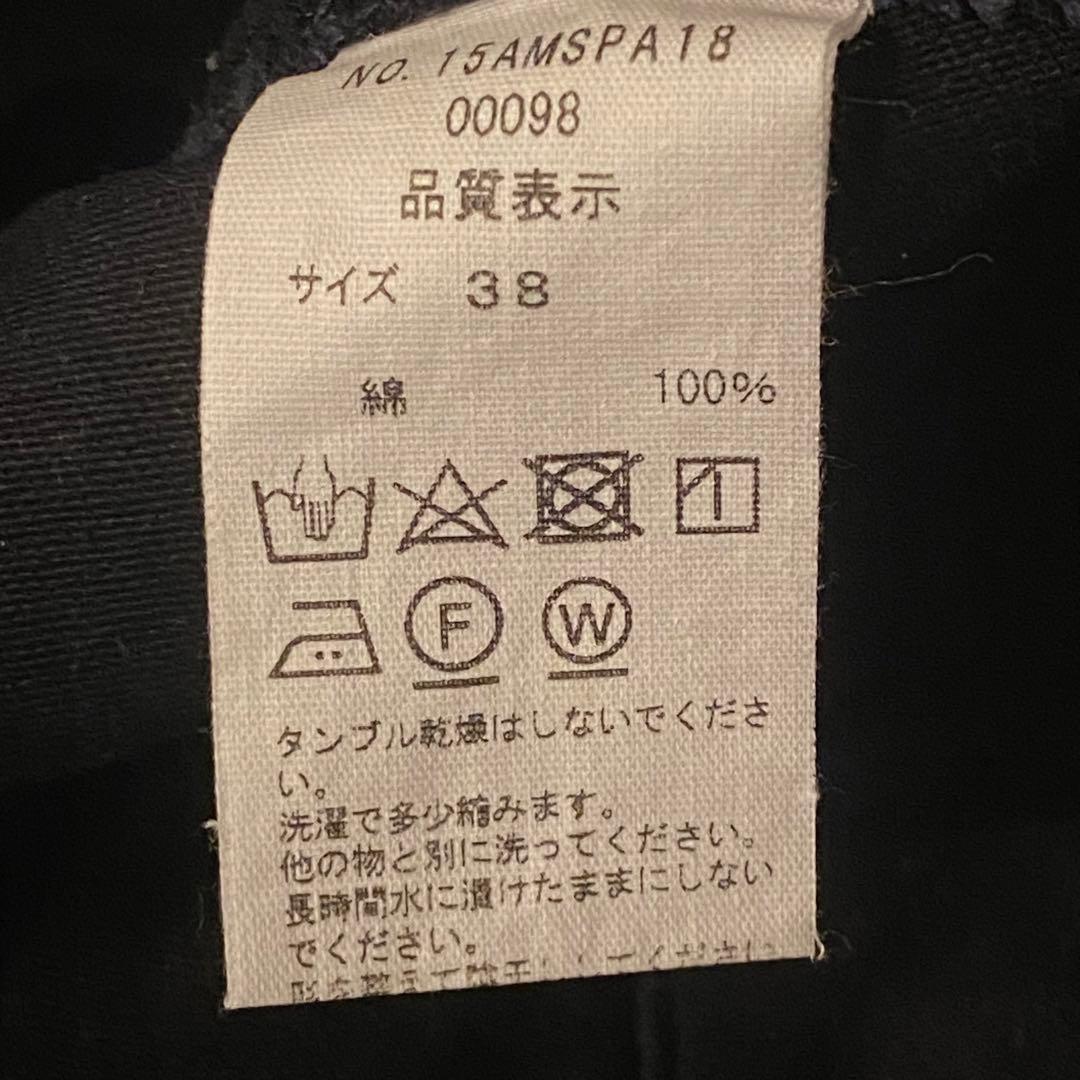 NO. 15AMSPA18
00098
品質表示
サイズ 38
綿 100%
F W
タンブル乾燥はしないでくださ
い。
洗濯で多少縮みます。
他の物と別に洗ってください。
長時間水に漬けたままにしない
でください。